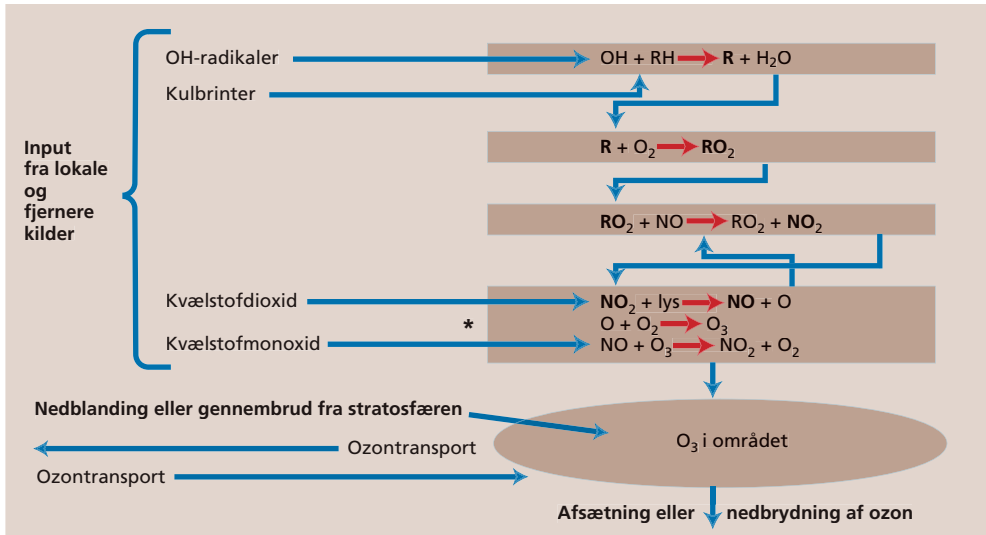 OH-radikaler
OH + RH → R + H₂O
Kulbrinter
Input
fra lokale
og
fjernere
kilder
R + O₂ → RO₂
RO₂ + NO → RO₂ + NO₂
Kvælstofdioxid
NO₂ + lys → NO + O
*
O + O₂ → O₃
Kvælstofmonoxid
NO + O₃ → NO₂ + O₂
Nedblanding eller gennembrud fra stratosfæren
O₃ i området
Ozontransport
Ozontransport
Afsætning eller nedbrydning af ozon